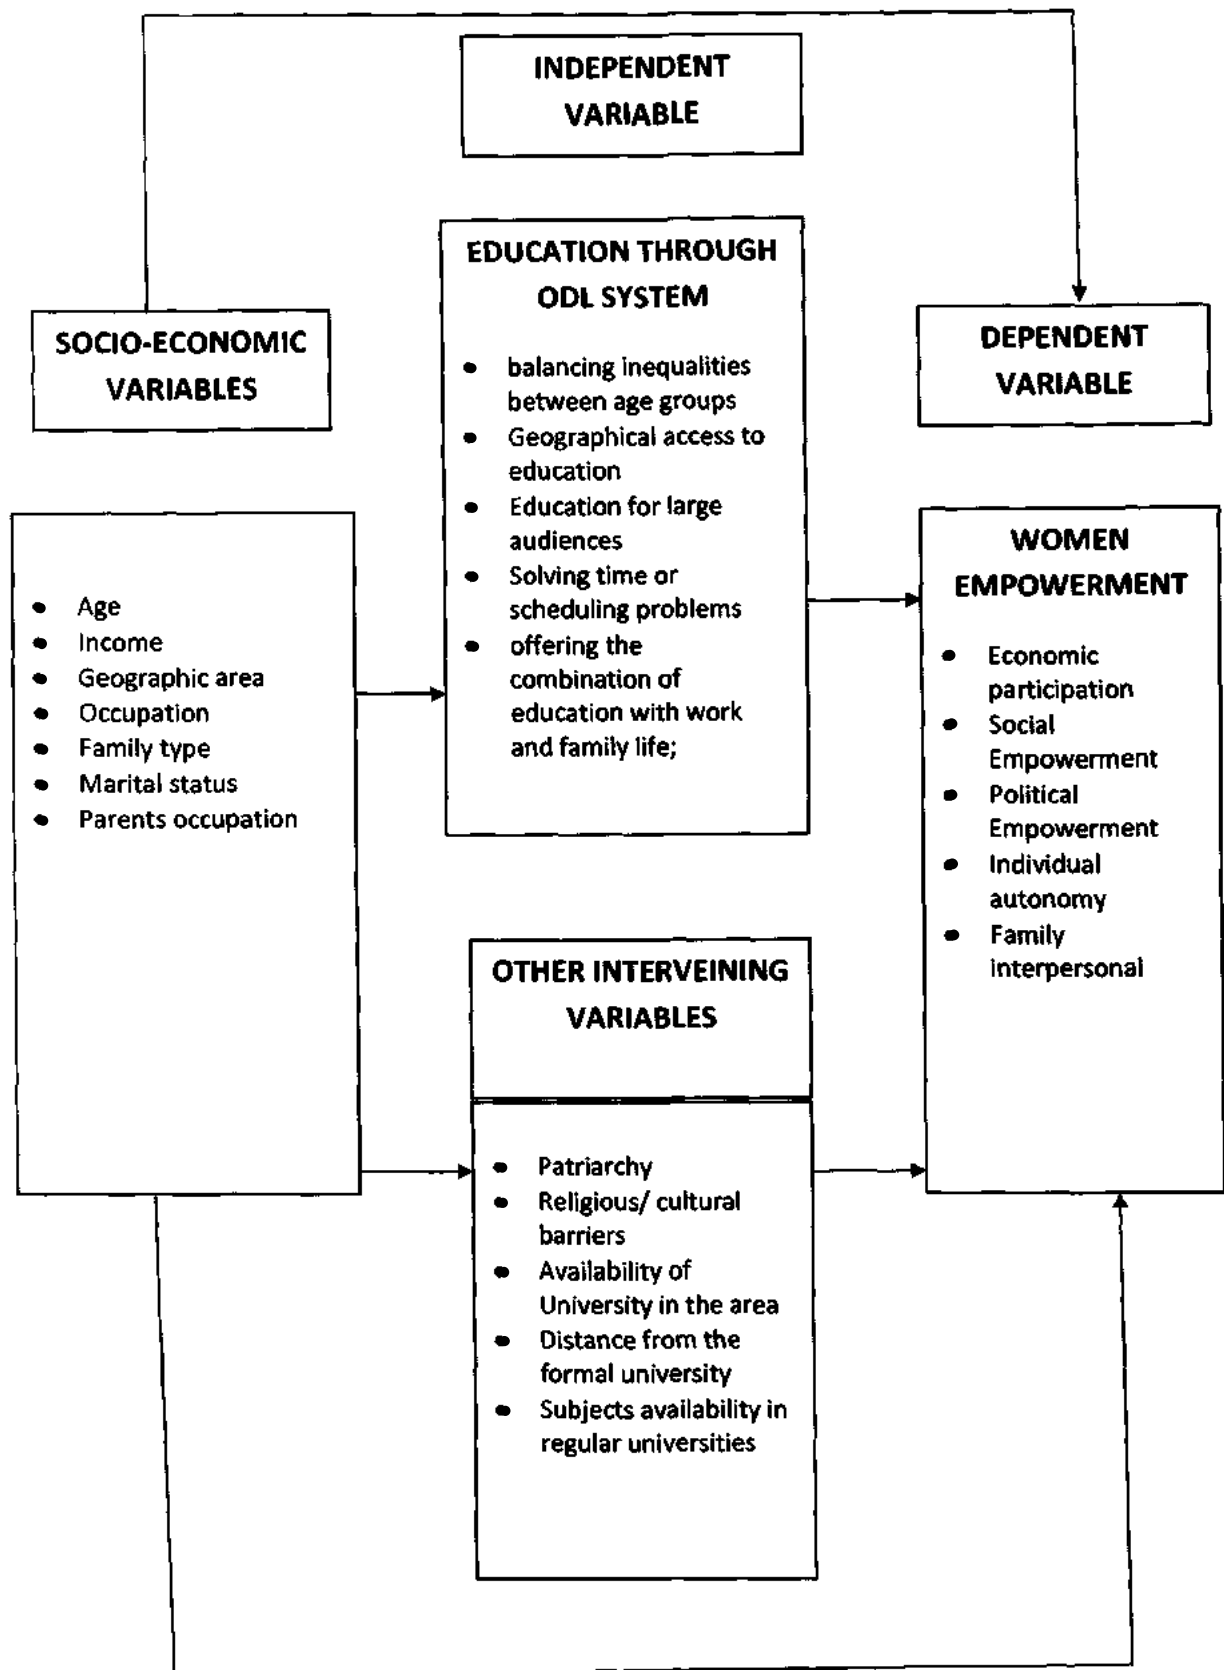 INDEPENDENT
VARIABLE
EDUCATION THROUGH
ODL SYSTEM
• balancing inequalities
between age groups
• Geographical access to
education
• Education for large
audiences
• Solving time or
scheduling problems
• offering the
combination of
education with work
and family life;
SOCIO-ECONOMIC
VARIABLES
• Age
• Income
• Geographic area
• Occupation
• Family type
• Marital status
• Parents occupation
DEPENDENT
VARIABLE
WOMEN
EMPOWERMENT
• Economic
participation
• Social
Empowerment
• Political
Empowerment
• Individual
autonomy
• Family
interpersonal
OTHER INTERVEINING
VARIABLES
• Patriarchy
• Religious/ cultural
barriers
• Availability of
University in the area
• Distance from the
formal university
• Subjects availability in
regular universities